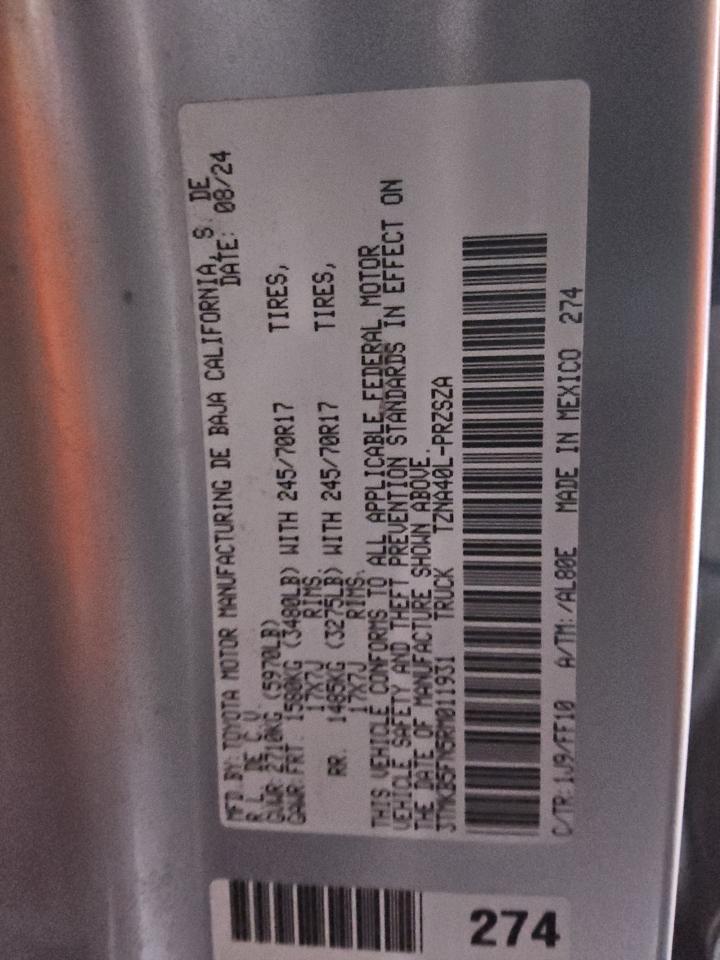 MFD.BY: TOYOTA MOTOR MANUFACTURING DE BAJA CALIFORNIA, S. DE
R.L. DE C.V. DATE: 08/24
GVWR: 2710KG (5970LB)
GAWR:FRT. 1580KG (3480LB) WITH 245/70R17 TIRES,
17X7J RIMS.
RR. 1485KG (3275LB) WITH 245/70R17 TIRES,
17X7J RIMS.
THIS VEHICLE CONFORMS TO ALL APPLICABLE FEDERAL MOTOR
VEHICLE SAFETY AND THEFT PREVENTION STANDARDS IN EFFECT ON
THE DATE OF MANUFACTURE SHOWN ABOVE.
3TMKB5FN5RM011931 TRUCK TZNA40L-PRZSZA
C/TR:1J9/FF10 A/TM:/AL80E MADE IN MEXICO 274
274